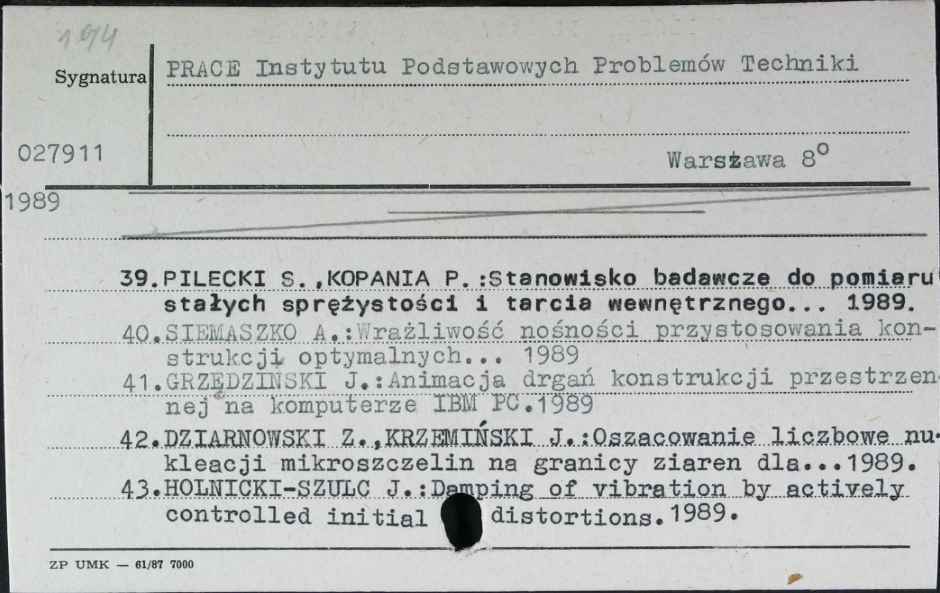 194
Sygnatura PRACE Instytutu Podstawowych Problemów Techniki
027911
Warszawa 8°
1989
39.PILECKI S.,KOPANIA P.:Stanowisko badawcze do pomiaru
stałych sprężystości i tarcia wewnętrznego... 1989.
40.SIEMASZKO A.:Wrażliwość nośności przystosowania kon-
strukcji optymalnych... 1989
41.GRZĘDZIŃSKI J.:Animacja drgań konstrukcji przestrzen-
nej na komputerze IBM PC.1989
42.DZIARNOWSKI Z.,KRZEMIŃSKI J.:Oszacowanie liczbowe nu-
kleacji mikroszczelin na granicy ziaren dla...1989.
43.HOLNICKI-SZULC J.:Damping of vibration by actively
controlled initial distortions.1989.
ZP UMK — 61/87 7000